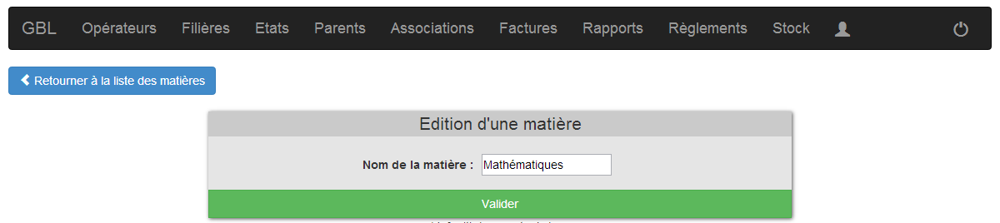 GBL Opérateurs Filières Etats Parents Associations Factures Rapports Règlements Stock
Retourner à la liste des matières
Edition d'une matière
Nom de la matière : Mathématiques
Valider